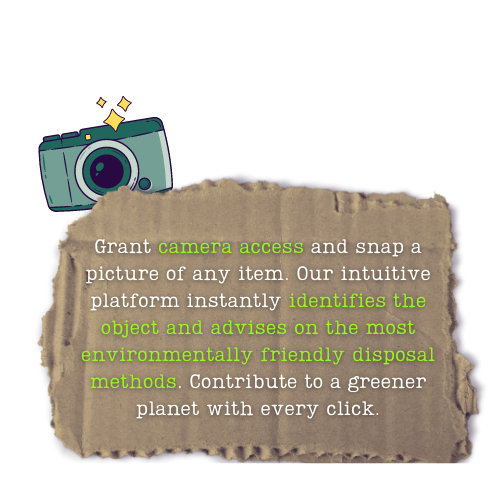 Grant camera access and snap a
picture of any item. Our intuitive
platform instantly identifies the
object and advises on the most
environmentally friendly disposal
methods. Contribute to a greener
planet with every click.